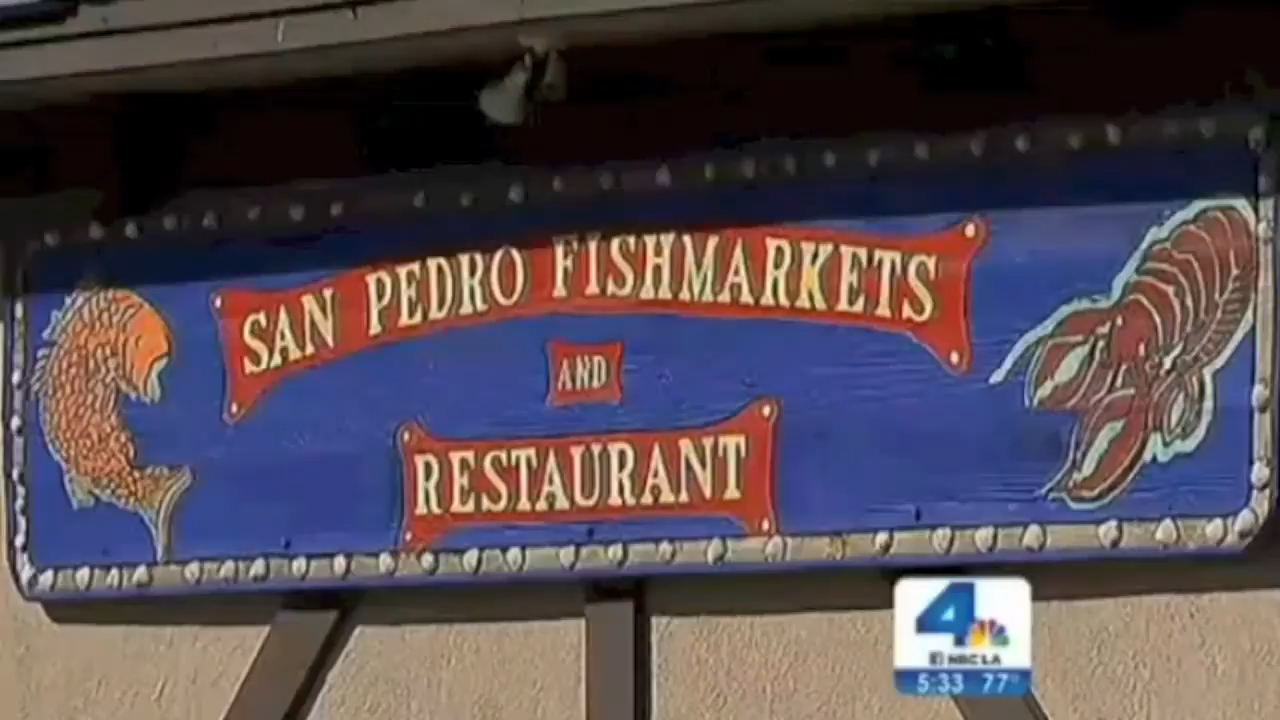 SAN PEDRO FISHMARKETS
AND
RESTAURANT
4
NBC LA
5:33 77°